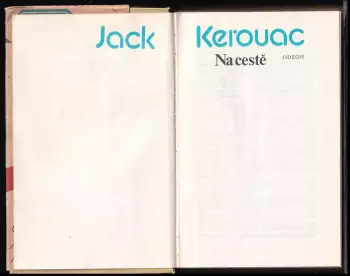 Jack Kerouac
Na cestě ODEON